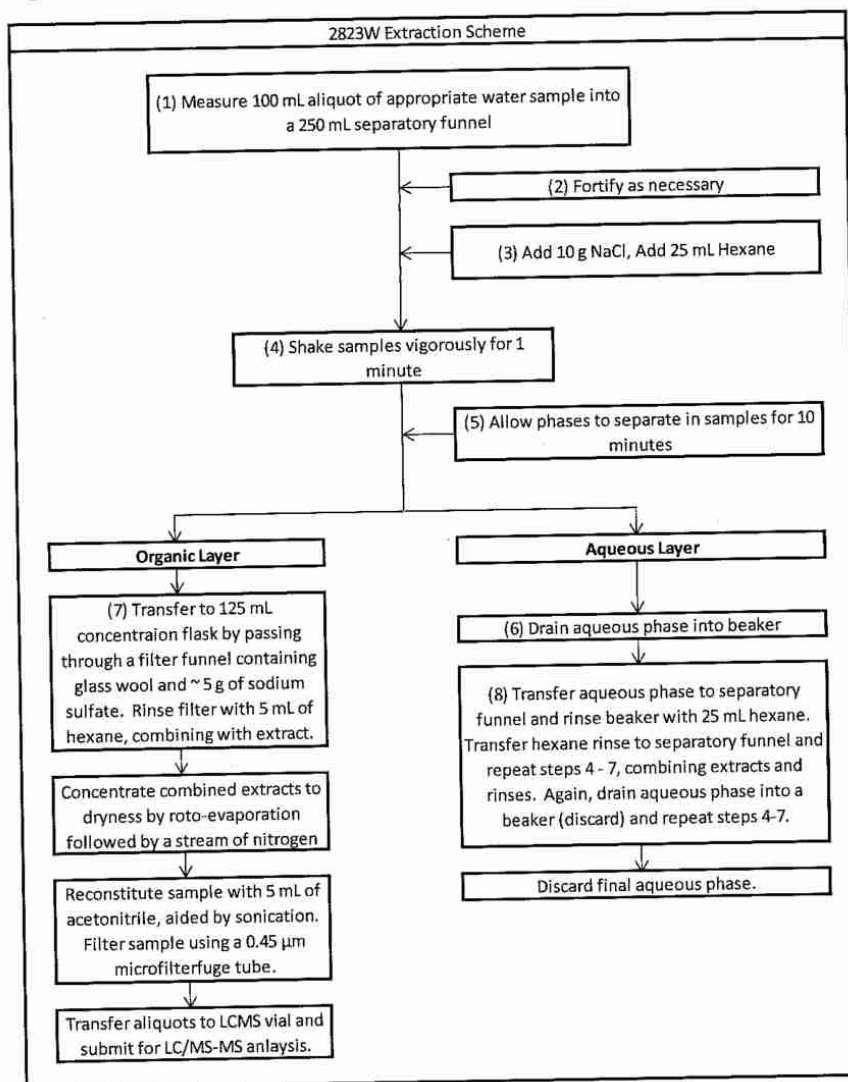 2823W Extraction Scheme
(1) Measure 100 mL aliquot of appropriate water sample into
a 250 mL separatory funnel
(2) Fortify as necessary
(3) Add 10 g NaCl, Add 25 mL Hexane
(4) Shake samples vigorously for 1
minute
(5) Allow phases to separate in samples for 10
minutes
Organic Layer
(7) Transfer to 125 mL
concentraion flask by passing
through a filter funnel containing
glass wool and ~ 5 g of sodium
sulfate. Rinse filter with 5 mL of
hexane, combining with extract.
Concentrate combined extracts to
dryness by roto-evaporation
followed by a stream of nitrogen
Reconstitute sample with 5 mL of
acetonitrile, aided by sonication.
Filter sample using a 0.45 µm
microfilterfuge tube.
Transfer aliquots to LCMS vial and
submit for LC/MS-MS anlaysis.
Aqueous Layer
(6) Drain aqueous phase into beaker
(8) Transfer aqueous phase to separatory
funnel and rinse beaker with 25 mL hexane.
Transfer hexane rinse to separatory funnel and
repeat steps 4 - 7, combining extracts and
rinses. Again, drain aqueous phase into a
beaker (discard) and repeat steps 4-7.
Discard final aqueous phase.